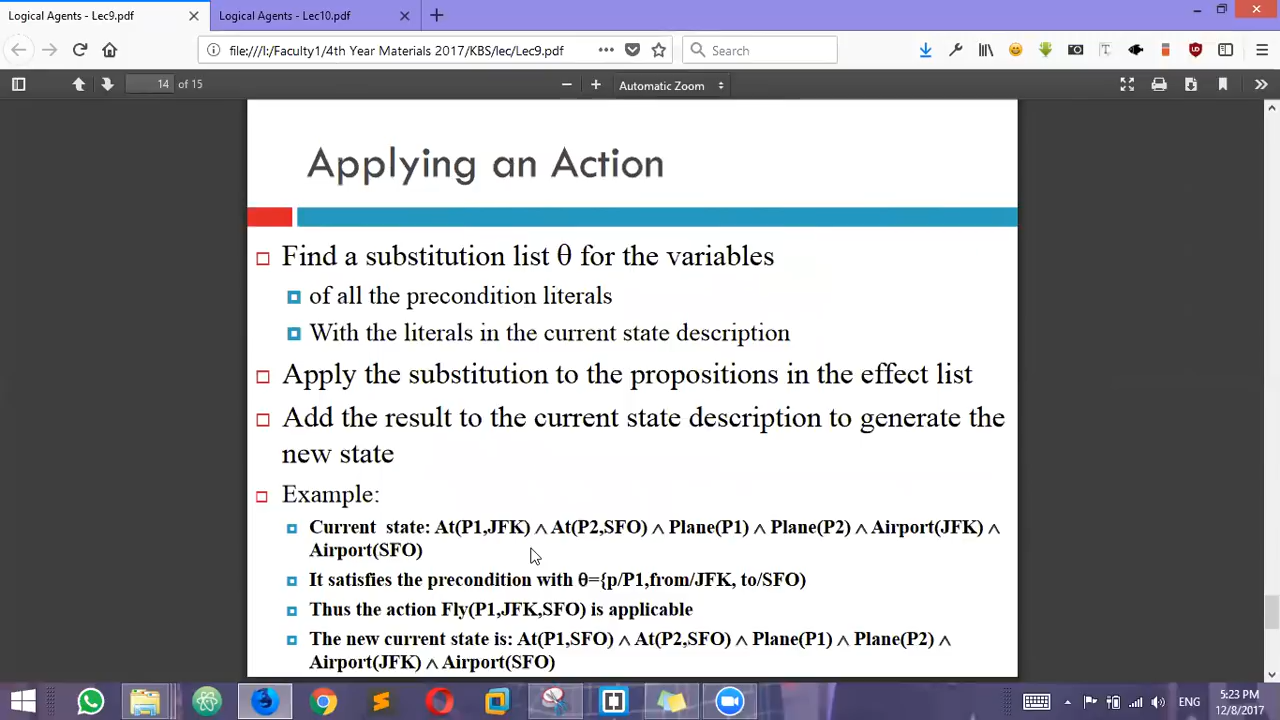 Logical Agents - Lec9.pdf
Logical Agents - Lec10.pdf
file:///I:/Faculty1/4th Year Materials 2017/KBS/lec/Lec9.pdf
Search
14 of 15
Automatic Zoom
Applying an Action
Find a substitution list θ for the variables
of all the precondition literals
With the literals in the current state description
Apply the substitution to the propositions in the effect list
Add the result to the current state description to generate the
new state
Example:
Current state: At(P1,JFK) ∧ At(P2,SFO) ∧ Plane(P1) ∧ Plane(P2) ∧ Airport(JFK) ∧
Airport(SFO)
It satisfies the precondition with θ={p/P1,from/JFK, to/SFO)
Thus the action Fly(P1,JFK,SFO) is applicable
The new current state is: At(P1,SFO) ∧ At(P2,SFO) ∧ Plane(P1) ∧ Plane(P2) ∧
Airport(JFK) ∧ Airport(SFO)
ENG
5:23 PM
12/8/2017